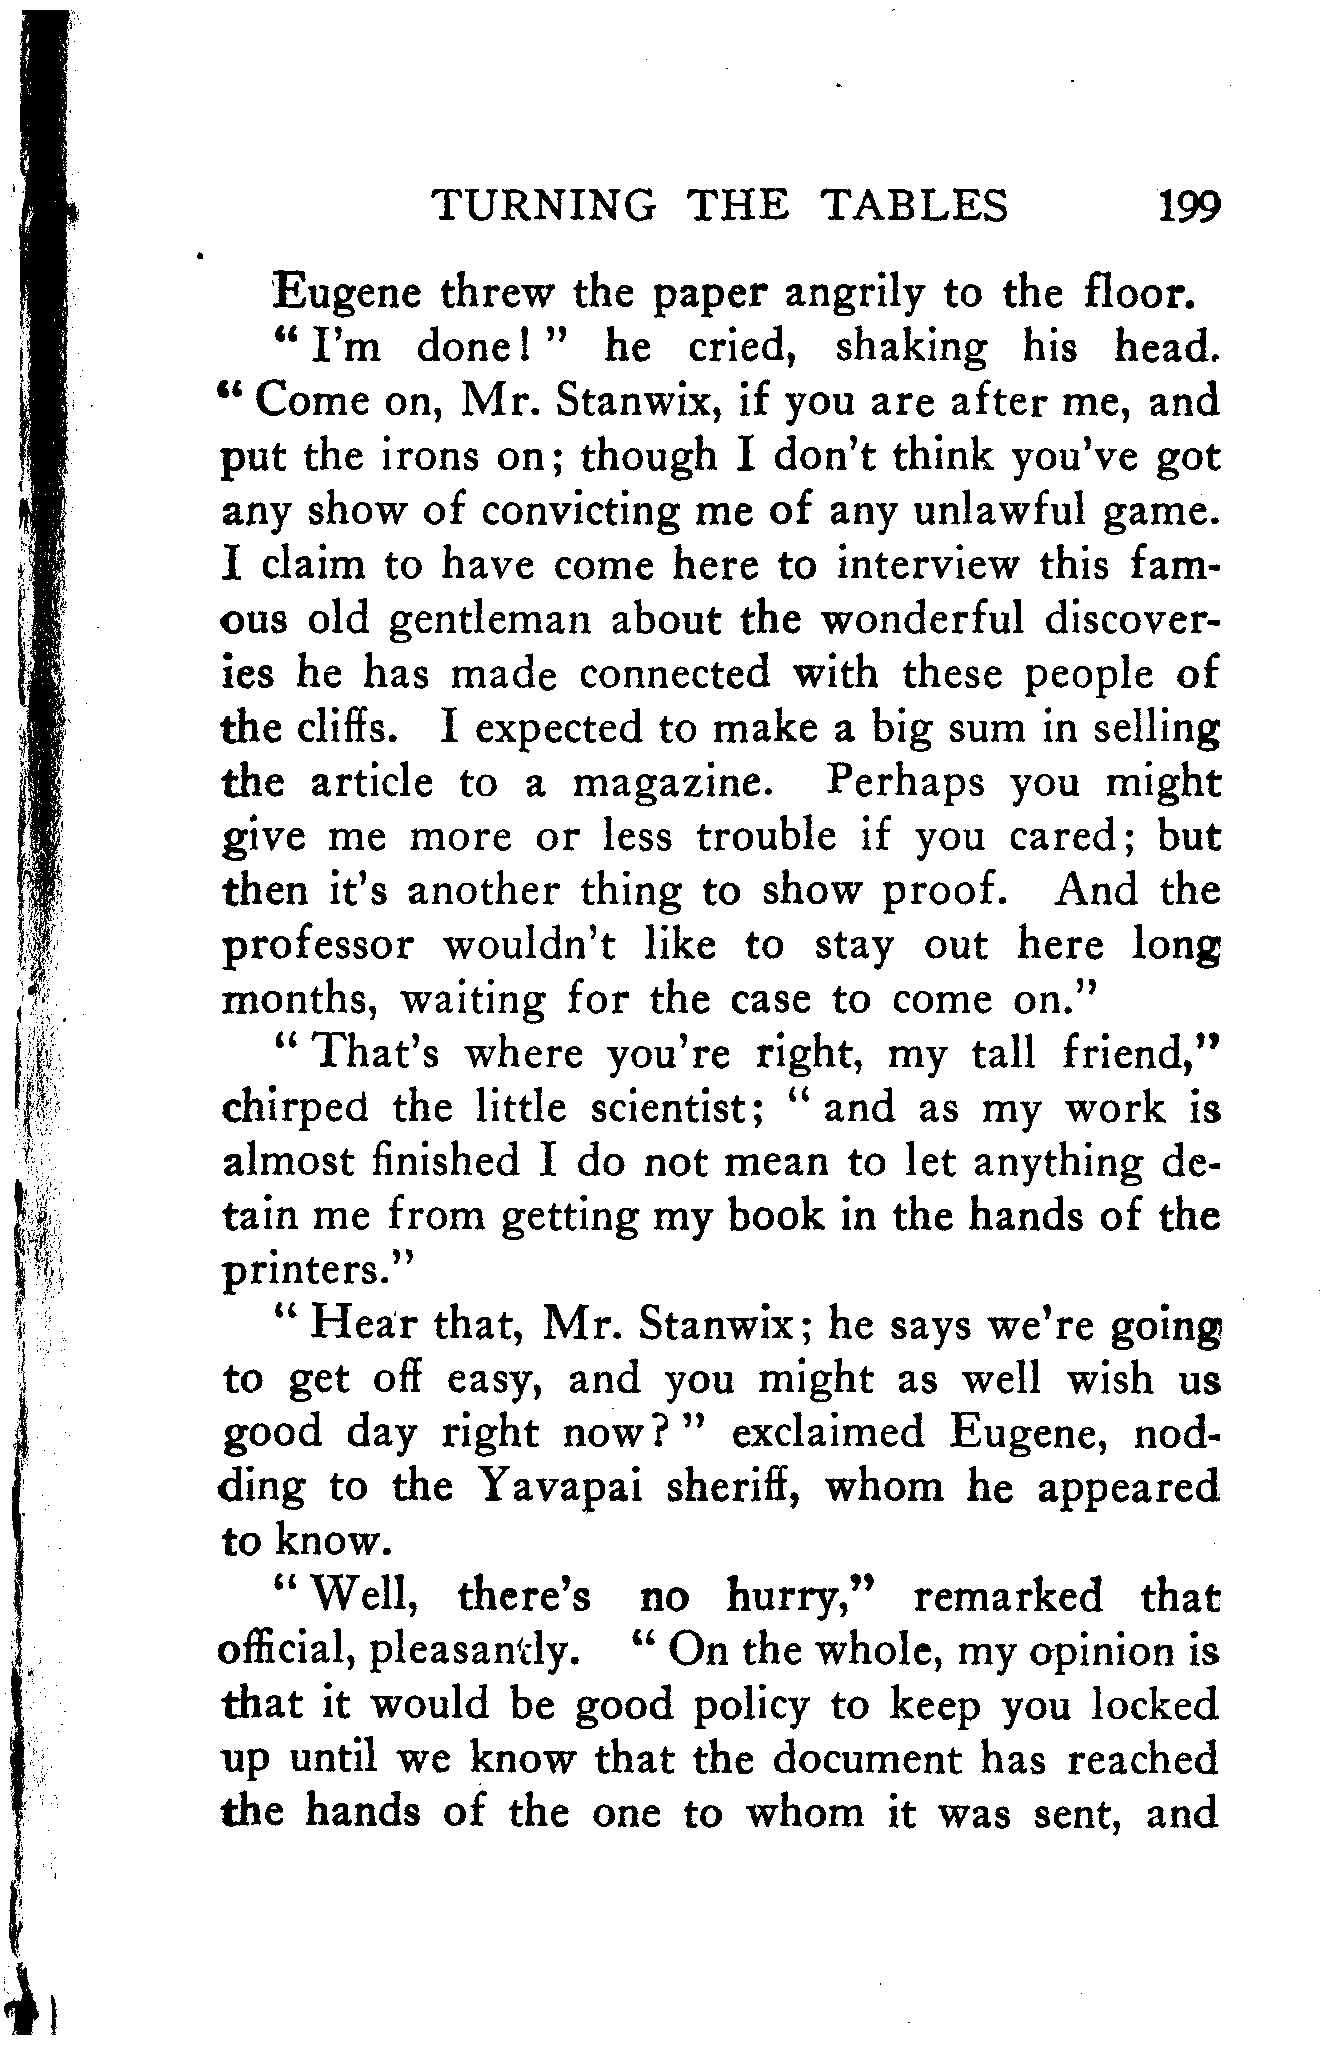 TURNING THE TABLES 199
Eugene threw the paper angrily to the floor.
" I'm done! " he cried, shaking his head.
" Come on, Mr. Stanwix, if you are after me, and
put the irons on; though I don't think you've got
any show of convicting me of any unlawful game.
I claim to have come here to interview this fam-
ous old gentleman about the wonderful discover-
ies he has made connected with these people of
the cliffs. I expected to make a big sum in selling
the article to a magazine. Perhaps you might
give me more or less trouble if you cared; but
then it's another thing to show proof. And the
professor wouldn't like to stay out here long
months, waiting for the case to come on."
" That's where you're right, my tall friend,"
chirped the little scientist; " and as my work is
almost finished I do not mean to let anything de-
tain me from getting my book in the hands of the
printers."
" Hear that, Mr. Stanwix; he says we're going
to get off easy, and you might as well wish us
good day right now? " exclaimed Eugene, nod-
ding to the Yavapai sheriff, whom he appeared
to know.
" Well, there's no hurry," remarked that
official, pleasantly. " On the whole, my opinion is
that it would be good policy to keep you locked
up until we know that the document has reached
the hands of the one to whom it was sent, and